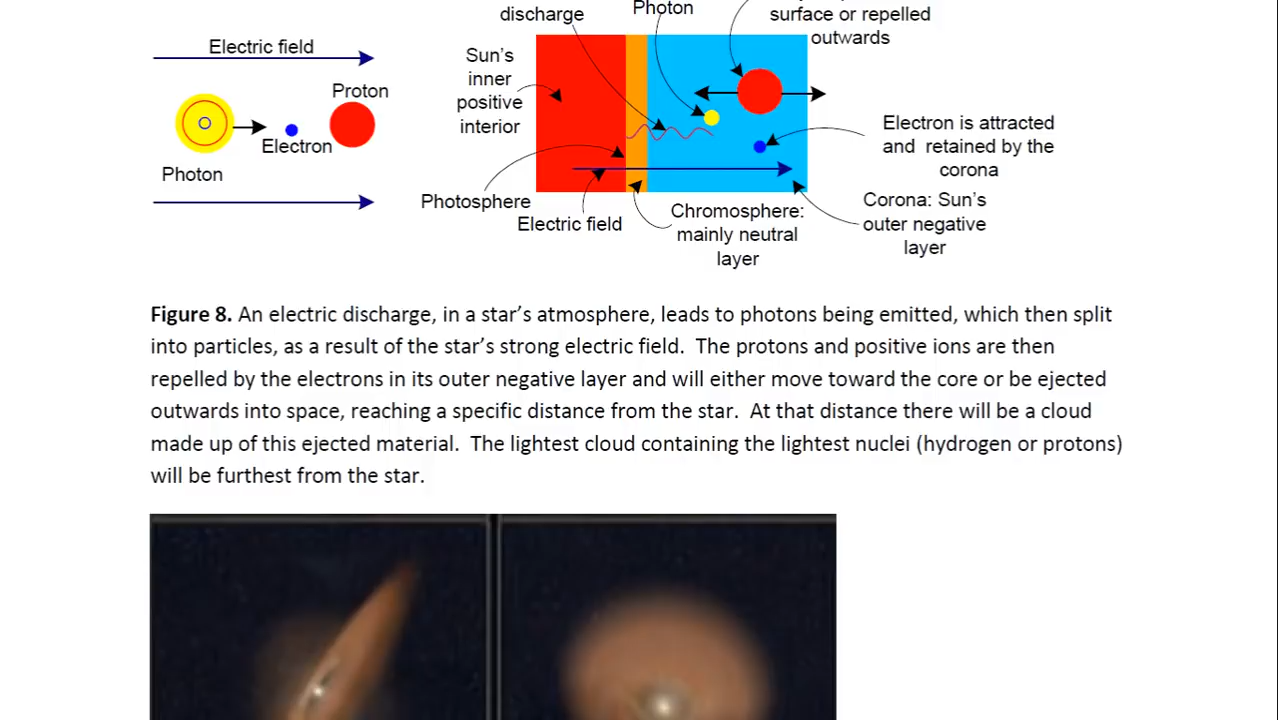 discharge
Photon
surface or repelled
outwards
Electric field
Sun’s
inner
positive
interior
Proton
Electron
Photon
Electron is attracted
and retained by the
corona
Photosphere
Electric field
Chromosphere:
mainly neutral
layer
Corona: Sun’s
outer negative
layer
Figure 8. An electric discharge, in a star’s atmosphere, leads to photons being emitted, which then split
into particles, as a result of the star’s strong electric field. The protons and positive ions are then
repelled by the electrons in its outer negative layer and will either move toward the core or be ejected
outwards into space, reaching a specific distance from the star. At that distance there will be a cloud
made up of this ejected material. The lightest cloud containing the lightest nuclei (hydrogen or protons)
will be furthest from the star.